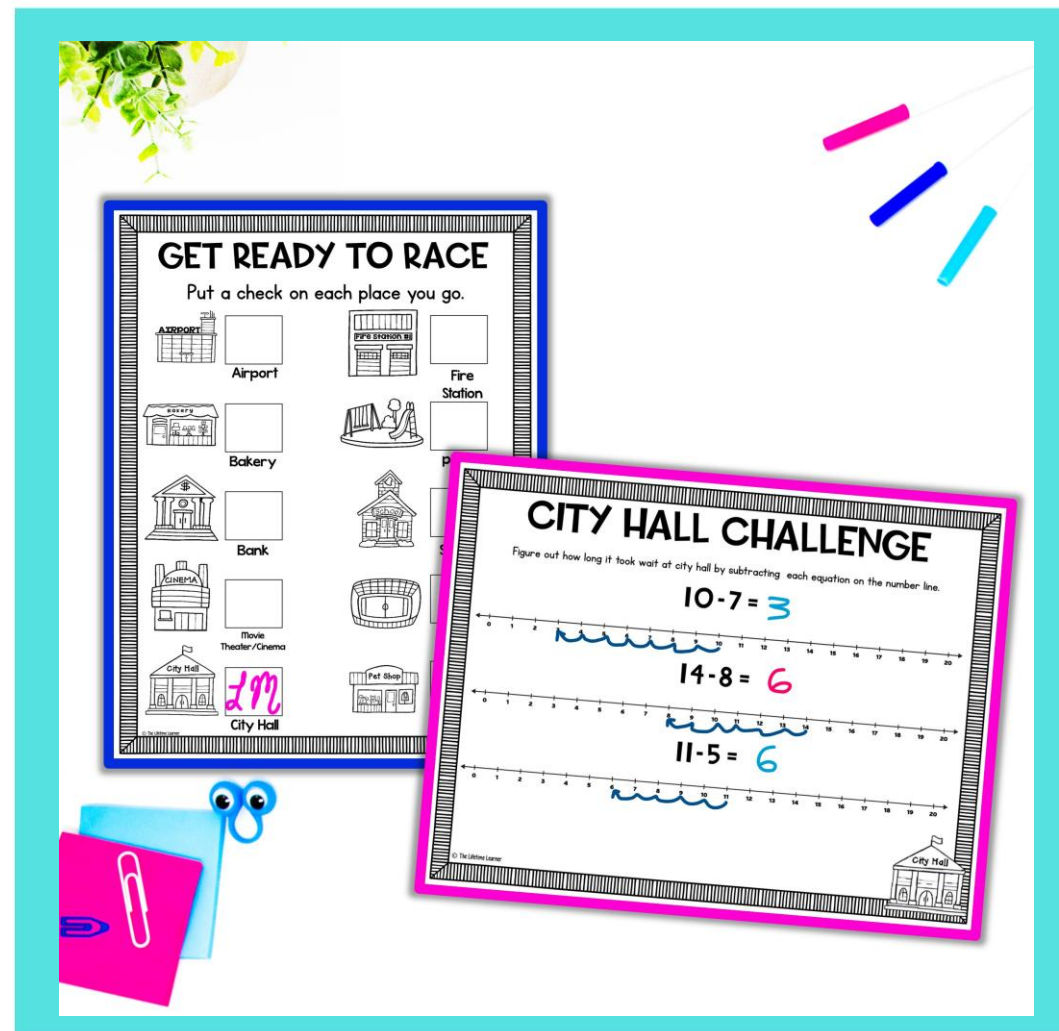 GET READY TO RACE
Put a check on each place you go.
AIRPORT
Airport
Fire Station #1
Fire
Station
BAKERY
Bakery
$
Bank
School
CINEMA
Movie
Theater/Cinema
City Hall
LM
City Hall
Pet Shop
© The Lifetime Learner
CITY HALL CHALLENGE
Figure out how long it took wait at city hall by subtracting each equation on the number line.
10-7= 3
0 1 2 3 4 5 6 7 8 9 10 11 12 13 14 15 16 17 18 19 20
14-8= 6
0 1 2 3 4 5 6 7 8 9 10 11 12 13 14 15 16 17 18 19 20
11-5= 6
0 1 2 3 4 5 6 7 8 9 10 11 12 13 14 15 16 17 18 19 20
City Hall
© The Lifetime Learner